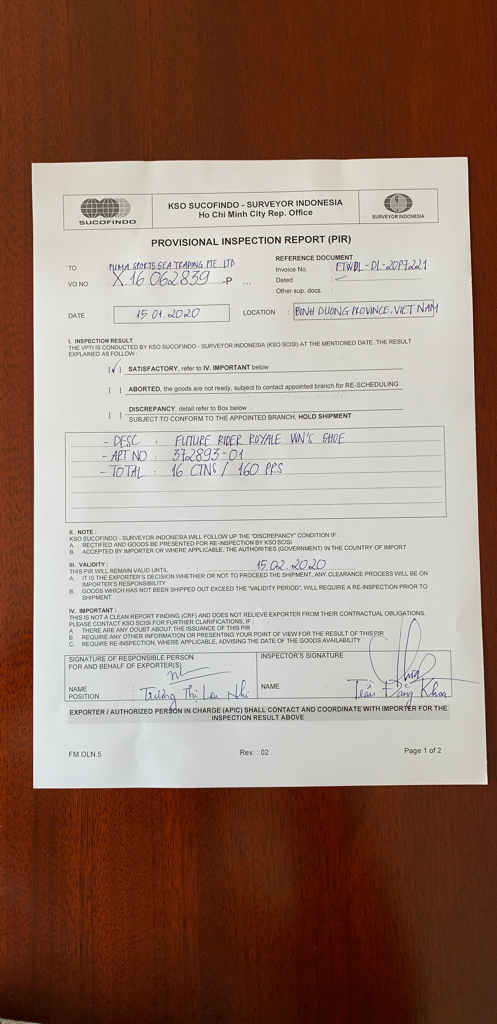 SUCOFINDO
KSO SUCOFINDO - SURVEYOR INDONESIA
Ho Chi Minh City Rep. Office
SURVEYOR INDONESIA
PROVISIONAL INSPECTION REPORT (PIR)
TO : PUMA SPORTS SEA TRADING PTE LTD
VO NO. : X.16.062839 -P ...
REFERENCE DOCUMENT
Invoice No. :
Dated :
Other sup. docs. :
DATE : 15.01.2020
LOCATION : BINH DUONG PROVINCE, VIET NAM
I. INSPECTION RESULT
THE VPTI IS CONDUCTED BY KSO SUCOFINDO - SURVEYOR INDONESIA (KSO SCISI) AT THE MENTIONED DATE. THE RESULT
EXPLAINED AS FOLLOW :
[✓] SATISFACTORY, refer to IV. IMPORTANT below
[ ] ABORTED, the goods are not ready, subject to contact appointed branch for RE-SCHEDULING
[ ] DISCREPANCY, detail refer to Box below
SUBJECT TO CONFORM TO THE APPOINTED BRANCH, HOLD SHIPMENT
- DESC : FUTURE RIDER ROYALE WN'S SHOE
- ART NO : 372893-01
- TOTAL : 16 CTNS / 160 PRS
II. NOTE :
KSO SUCOFINDO - SURVEYOR INDONESIA WILL FOLLOW UP THE "DISCREPANCY" CONDITION IF :
A. RECTIFIED AND GOODS BE PRESENTED FOR RE-INSPECTION BY KSO SCISI
B. ACCEPTED BY IMPORTER OR WHERE APPLICABLE, THE AUTHORITIES (GOVERNMENT) IN THE COUNTRY OF IMPORT
III. VALIDITY :
THIS PIR WILL REMAIN VALID UNTIL 15.02.2020
A. IT IS THE EXPORTER'S DECISION WHETHER OR NOT TO PROCEED THE SHIPMENT, ANY CLEARANCE PROCESS WILL BE ON
IMPORTER'S RESPONSIBILITY
B. GOODS WHICH HAS NOT BEEN SHIPPED OUT EXCEED THE "VALIDITY PERIOD", WILL REQUIRE A RE-INSPECTION PRIOR TO
SHIPMENT
IV. IMPORTANT :
THIS IS NOT A CLEAN REPORT FINDING (CRF) AND DOES NOT RELIEVE EXPORTER FROM THEIR CONTRACTUAL OBLIGATIONS.
PLEASE CONTACT KSO SCISI FOR FURTHER CLARIFICATIONS, IF :
A. THERE ARE ANY DOUBT ABOUT THE ISSUANCE OF THIS PIR
B. REQUIRE ANY OTHER INFORMATION OR PRESENTING YOUR POINT OF VIEW FOR THE RESULT OF THIS PIR
C. REQUIRE RE-INSPECTION, WHERE APPLICABLE, ADVISING THE DATE OF THE GOODS AVAILABILITY
SIGNATURE OF RESPONSIBLE PERSON
FOR AND BEHALF OF EXPORTER(S)
NAME : Trương Thị Lan Nhi
POSITION
INSPECTOR'S SIGNATURE
NAME : Trần Đăng Khoa
EXPORTER / AUTHORIZED PERSON IN CHARGE (APIC) SHALL CONTACT AND COORDINATE WITH IMPORTER FOR THE
INSPECTION RESULT ABOVE
FM.OLN.5
Rev. : 02
Page 1 of 2